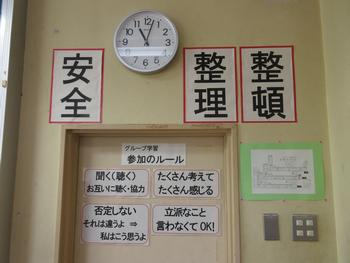 安全
整理
整頓
グループ学習
参加のルール
聞く(聴く)
お互いに聴く・協力
たくさん考えて
たくさん感じる
否定しない
それは違うよ ⇒
私はこう思うよ
立派なこと
言わなくてOK!